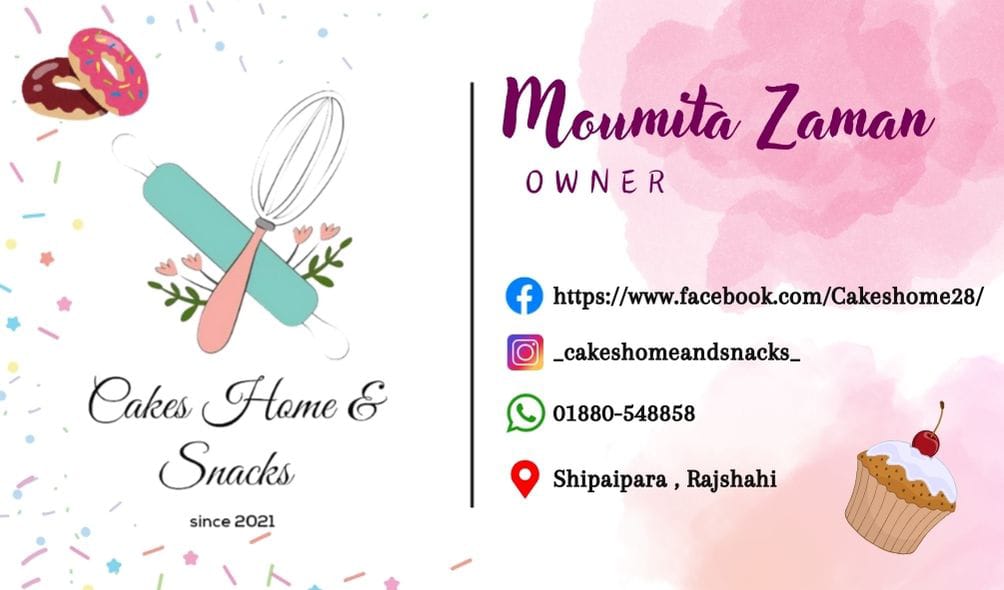 Cakes Home &
Snacks
since 2021
Moumita Zaman
OWNER
https://www.facebook.com/Cakeshome28/
_cakeshomeandsnacks_
01880-548858
Shipaipara , Rajshahi